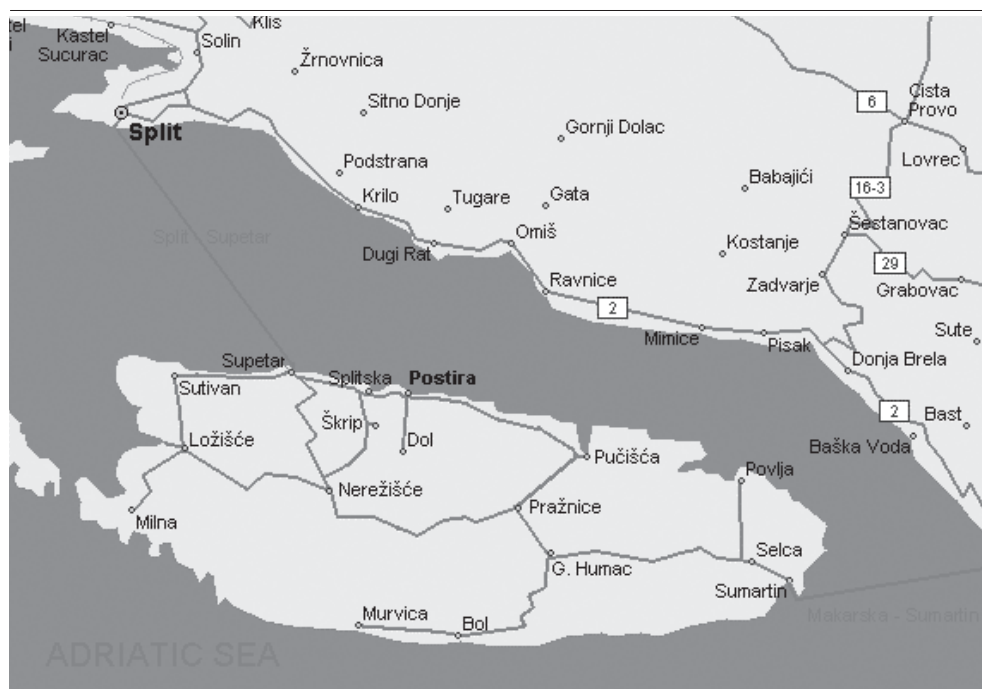 tel
i
Kastel
Sucurac
Klis
Solin
Žrnovnica
Sitno Donje
6
Cista
Provo
Split
Gornji Dolac
Lovrec
Podstrana
Babajići
16-3
Krilo
Tugare
Gata
Šestanovac
Split - Supetar
Omiš
Kostanje
Dugi Rat
29
Ravnice
Zadvarje
Grabovac
2
Mimice
Pisak
Sute
Supetar
Splitska
Postira
Donja Brela
Sutivan
2
Bast
Škrip
Ložišće
Dol
Baška Voda
Pučišća
Povlja
Nerežišće
Milna
Pražnice
Selca
G. Humac
Sumartin
Murvica
Bol
Makarska - Sumartin
ADRIATIC SEA